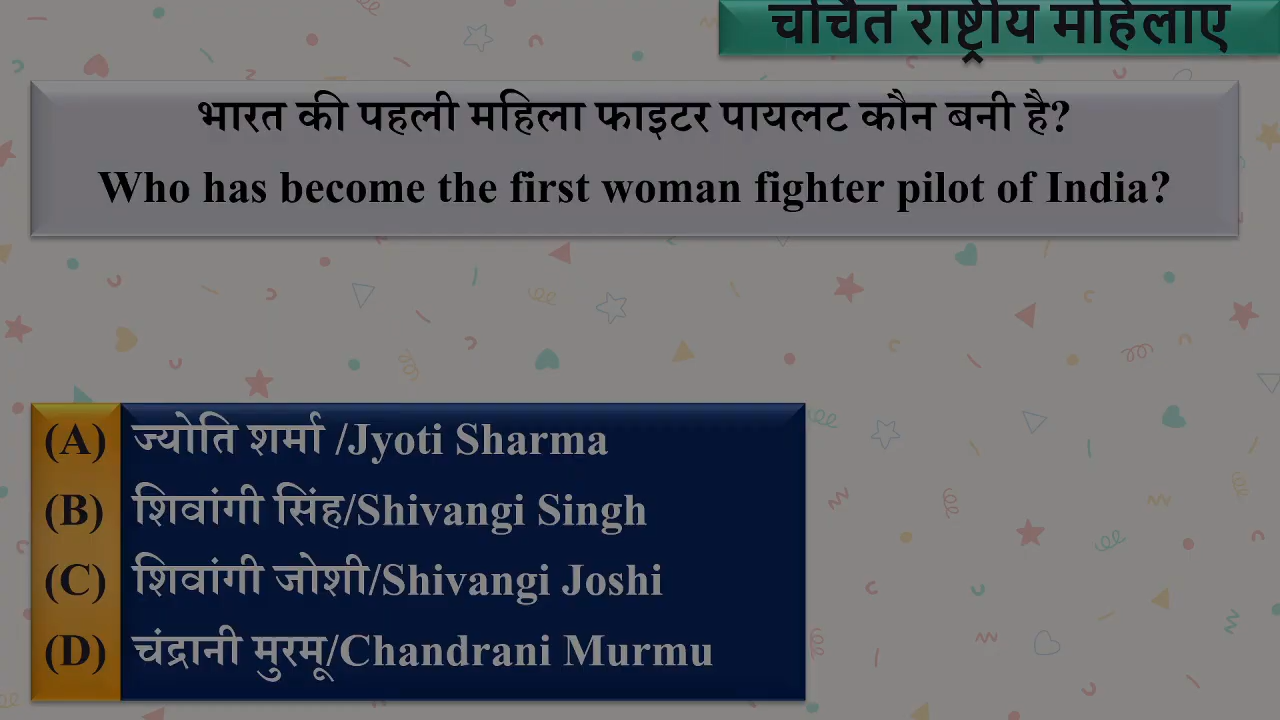 चर्चित राष्ट्रीय महिलाए
भारत की पहली महिला फाइटर पायलट कौन बनी है?
Who has become the first woman fighter pilot of India?
(A) ज्योति शर्मा /Jyoti Sharma
(B) शिवांगी सिंह/Shivangi Singh
(C) शिवांगी जोशी/Shivangi Joshi
(D) चंद्रानी मुरमू/Chandrani Murmu